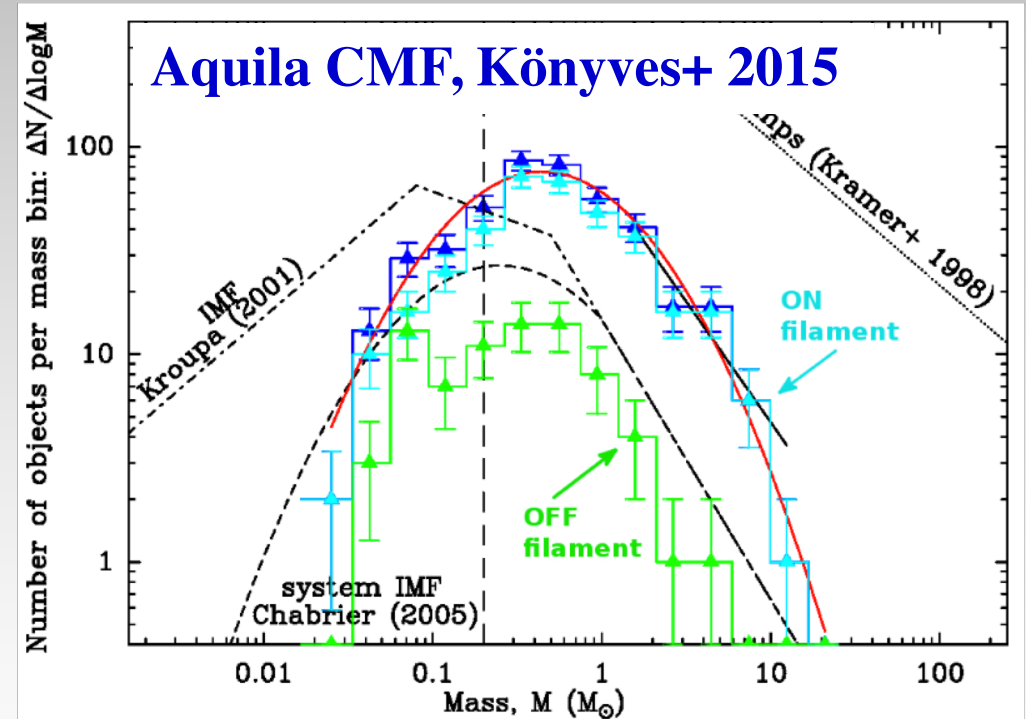 Aquila CMF, Könyves+ 2015
Number of objects per mass bin: ΔN/ΔlogM
100
10
1
IMF
Kroupa (2001)
(Kramer+ 1998)
ON
filament
OFF
filament
system IMF
Chabrier (2005)
0.01
0.1
1
10
100
Mass, M (M⊙)